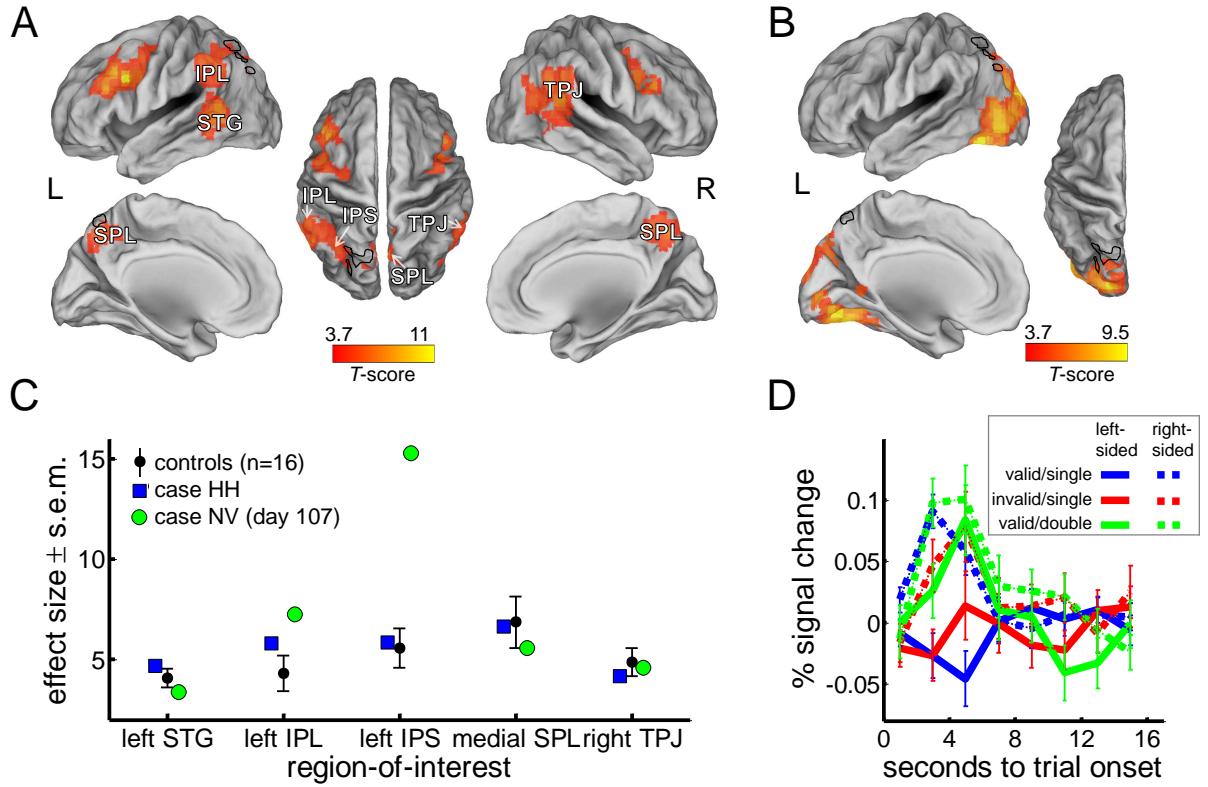 A
IPL
STG
L
SPL
IPL
IPS
TPJ
SPL
TPJ
R
SPL
3.7 11
T-score
B
L
3.7 9.5
T-score
C
effect size ± s.e.m.
15
10
5
controls (n=16)
case HH
case NV (day 107)
left STG left IPL left IPS medial SPL right TPJ
region-of-interest
D
left-sided right-sided
valid/single
invalid/single
valid/double
% signal change
0.1
0.05
0
-0.05
0 4 8 12 16
seconds to trial onset